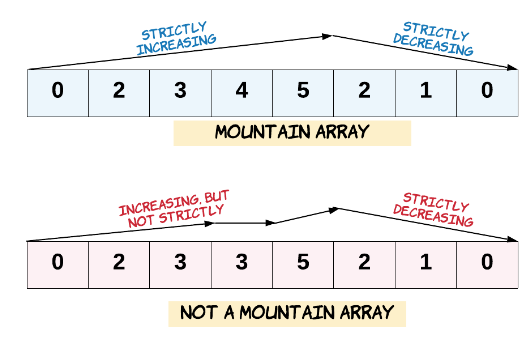 STRICTLY
INCREASING
STRICTLY
DECREASING
0 2 3 4 5 2 1 0
MOUNTAIN ARRAY
INCREASING, BUT
NOT STRICTLY
STRICTLY
DECREASING
0 2 3 3 5 2 1 0
NOT A MOUNTAIN ARRAY